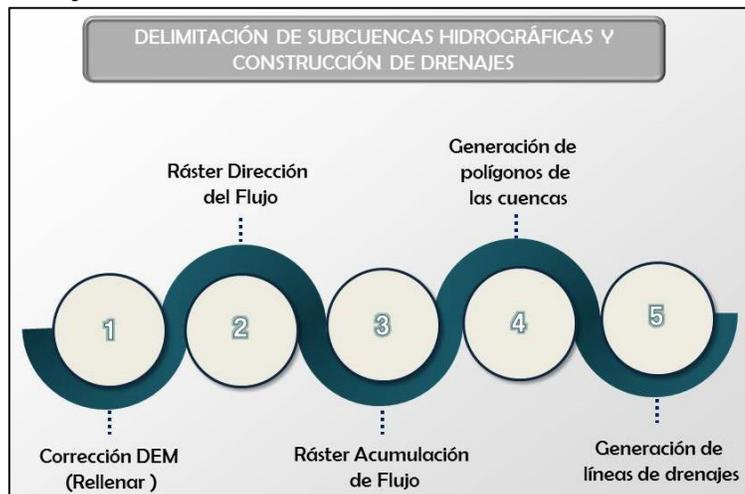 DELIMITACIÓN DE SUBCUENCAS HIDROGRÁFICAS Y
CONSTRUCCIÓN DE DRENAJES
1
Corrección DEM
(Rellenar )
2
Ráster Dirección
del Flujo
3
Ráster Acumulación
de Flujo
4
Generación de
polígonos de
las cuencas
5
Generación de
líneas de drenajes